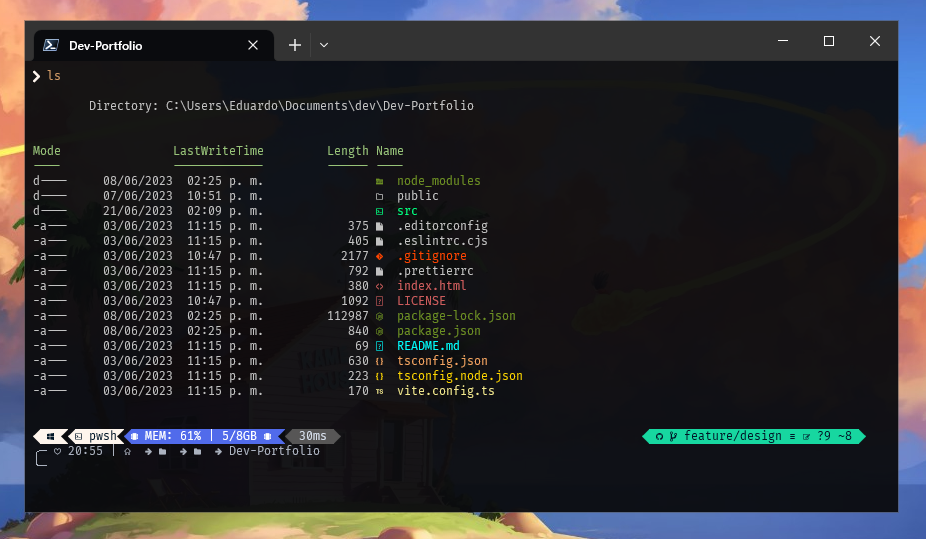 Dev-Portfolio
ls
Directory: C:\Users\Eduardo\Documents\dev\Dev-Portfolio
Mode LastWriteTime Length Name
d---- 08/06/2023 02:25 p. m. node_modules
d---- 07/06/2023 10:51 p. m. public
d---- 21/06/2023 02:09 p. m. src
-a--- 03/06/2023 11:15 p. m. 375 .editorconfig
-a--- 03/06/2023 11:15 p. m. 405 .eslintrc.cjs
-a--- 03/06/2023 10:47 p. m. 2177 .gitignore
-a--- 03/06/2023 11:15 p. m. 792 .prettierrc
-a--- 03/06/2023 11:15 p. m. 380 index.html
-a--- 03/06/2023 10:47 p. m. 1092 LICENSE
-a--- 08/06/2023 02:25 p. m. 112987 package-lock.json
-a--- 08/06/2023 02:25 p. m. 840 package.json
-a--- 03/06/2023 11:15 p. m. 69 README.md
-a--- 03/06/2023 11:15 p. m. 630 tsconfig.json
-a--- 03/06/2023 11:15 p. m. 223 tsconfig.node.json
-a--- 03/06/2023 11:15 p. m. 170 TS vite.config.ts
pwsh MEM: 61% | 5/8GB 30ms feature/design ≡ ?9 ~8
20:55 | Dev-Portfolio